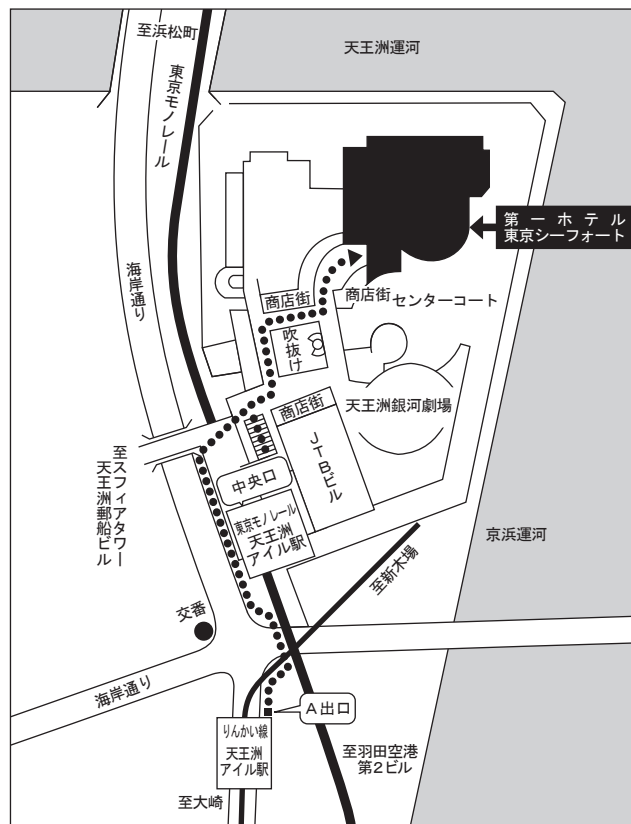 至浜松町
天王洲運河
東京モノレール
第一ホテル
東京シーフォート
海岸通り
商店街
商店街
センターコート
吹抜け
商店街
天王洲銀河劇場
至スフィアタワー
天王洲郵船ビル
JTBビル
中央口
東京モノレール
天王洲
アイル駅
京浜運河
至新木場
交番
海岸通り
A出口
りんかい線
天王洲
アイル駅
至羽田空港
第2ビル
至大崎